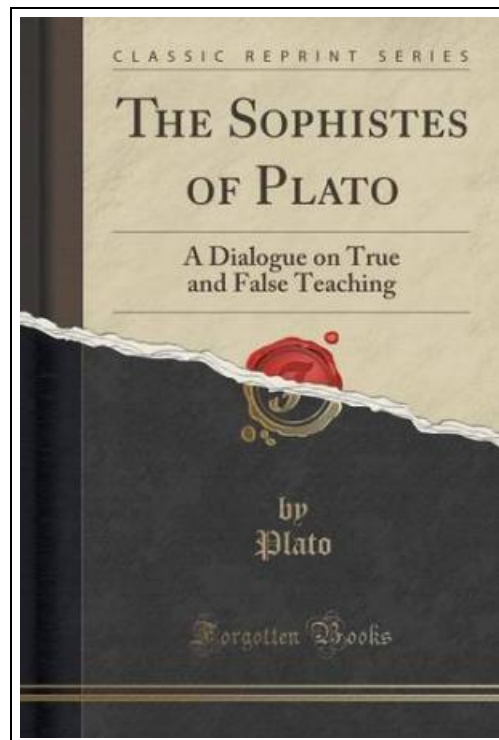 CLASSIC REPRINT SERIES
THE SOPHISTES
OF PLATO
A Dialogue on True
and False Teaching
F
by
Plato
Forgotten Books